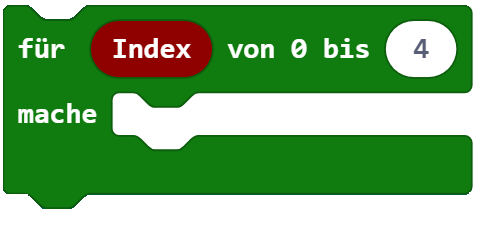 für Index von 0 bis 4
mache